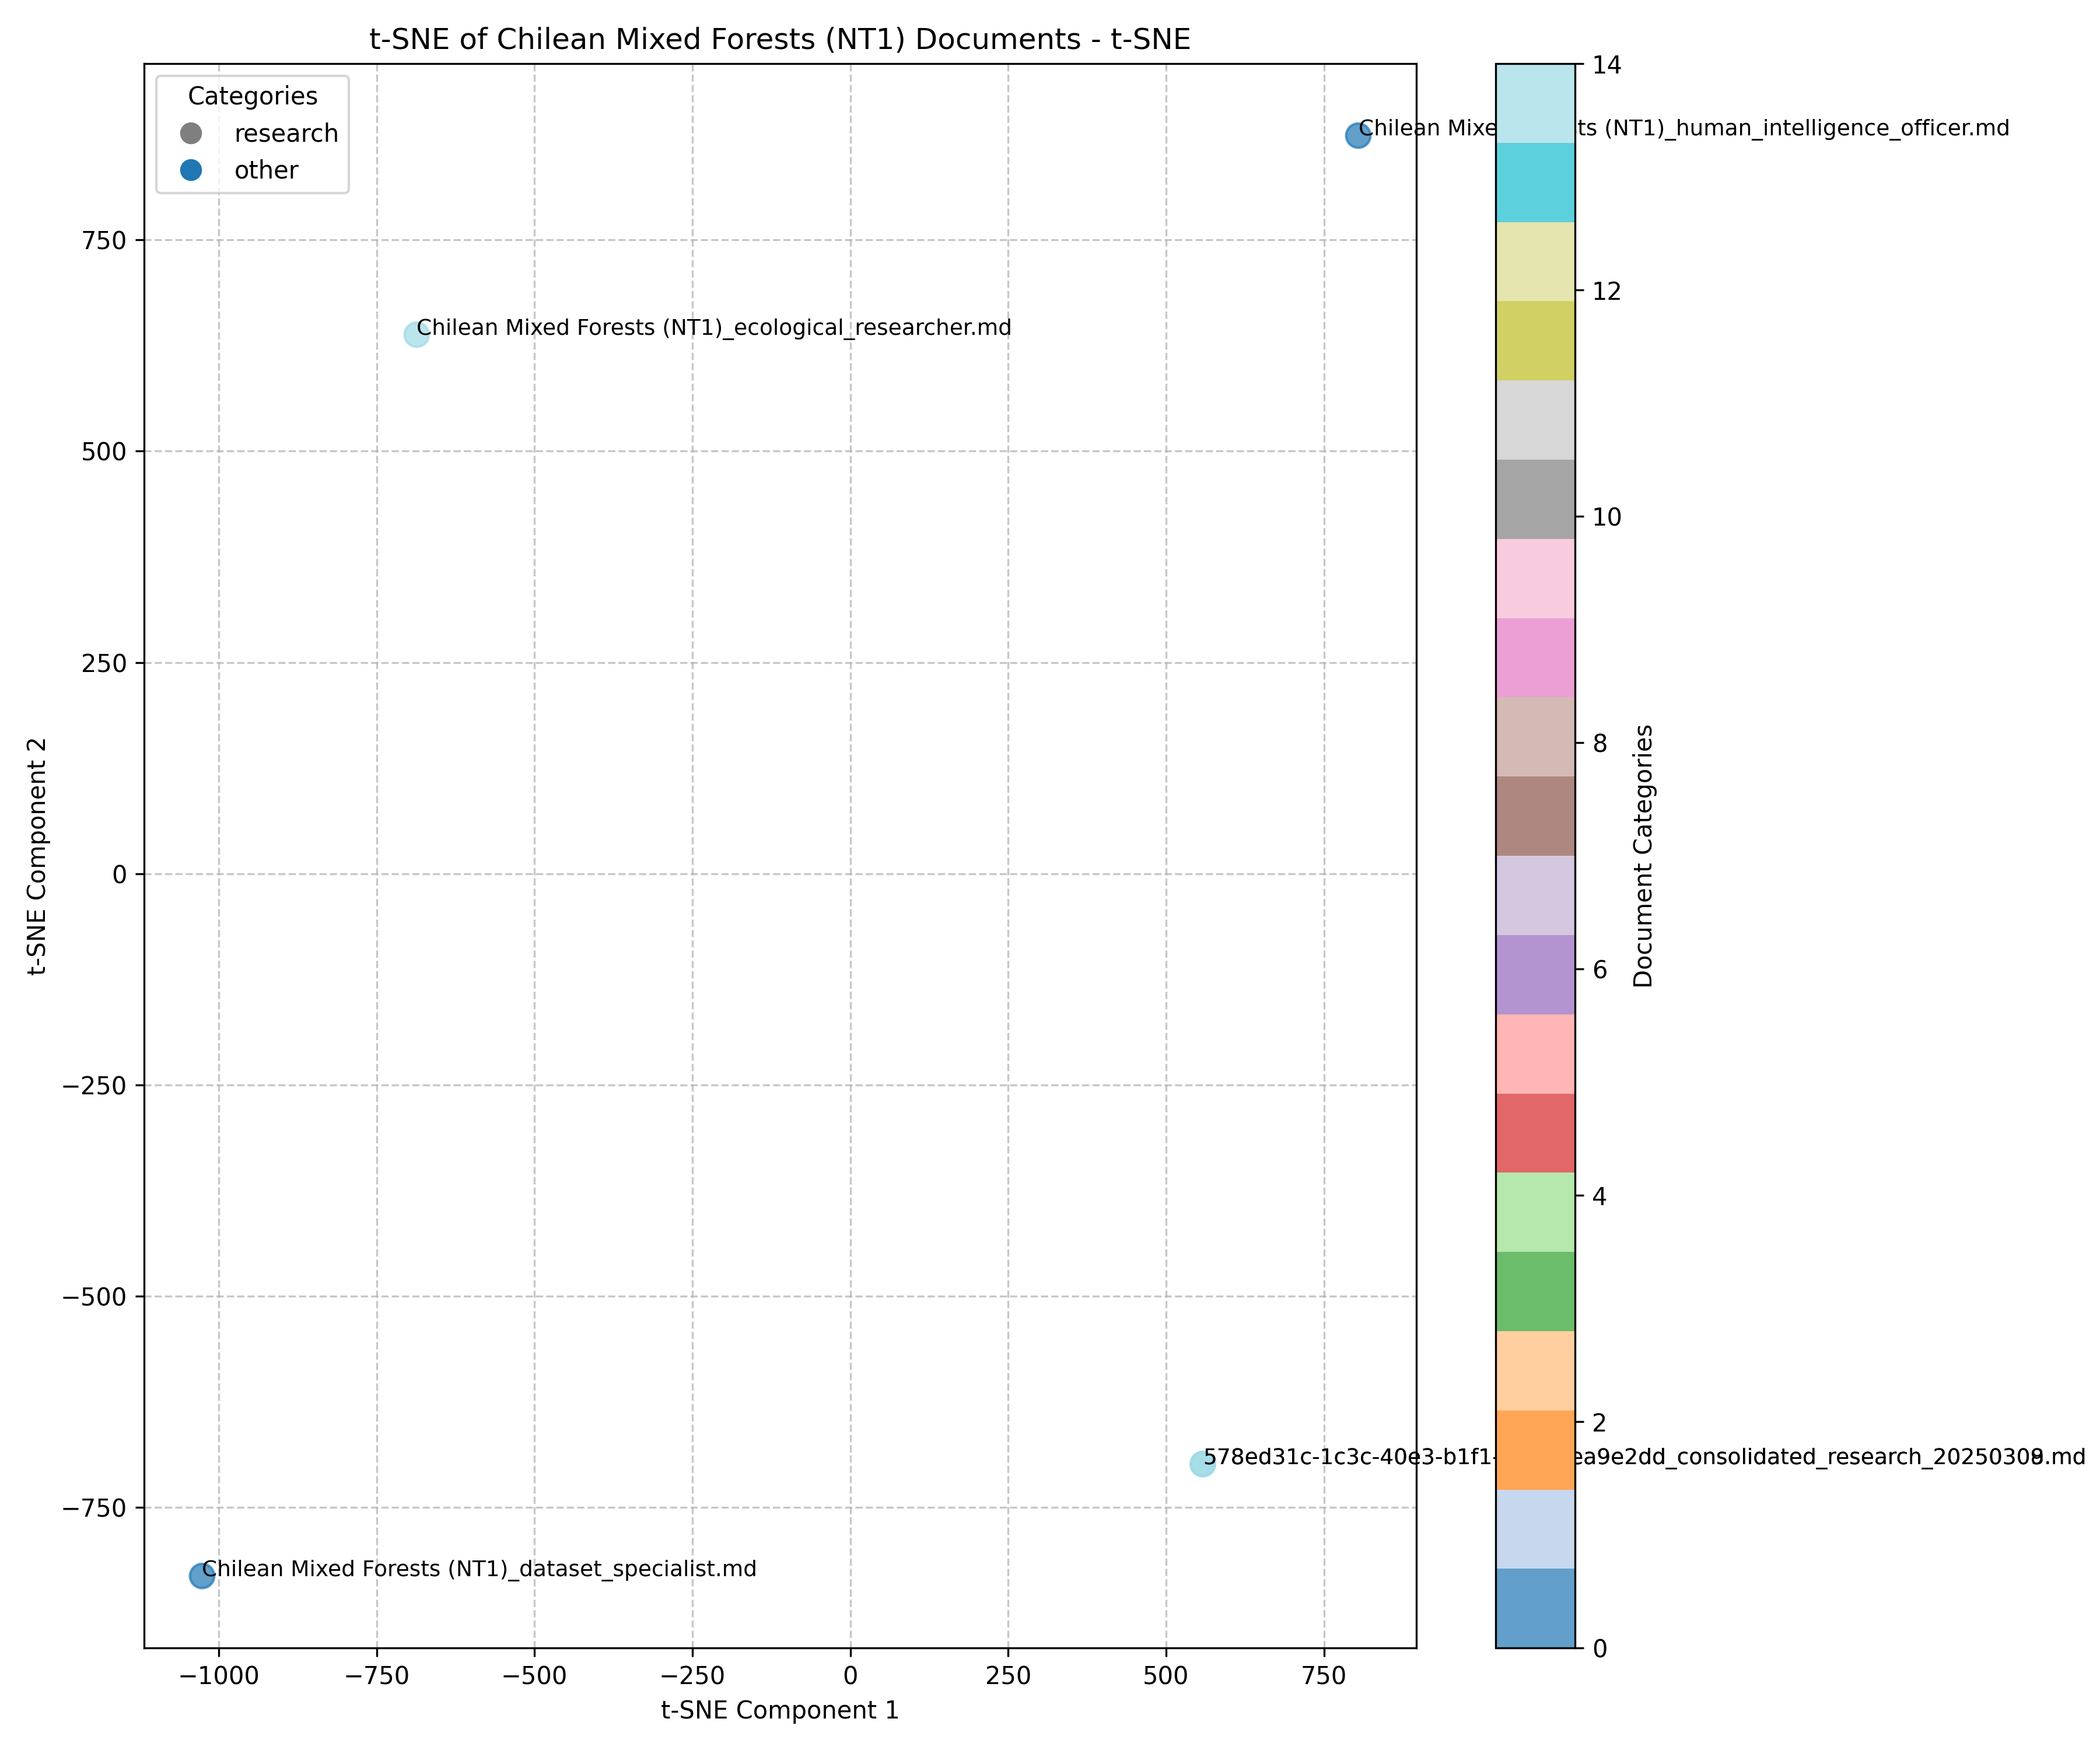 t-SNE of Chilean Mixed Forests (NT1) Documents - t-SNE
Categories
research
other
Chilean Mixe ts (NT1)_human_intelligence_officer.md
Chilean Mixed Forests (NT1)_ecological_researcher.md
578ed31c-1c3c-40e3-b1f1- ea9e2dd_consolidated_research_2025030 .md
Chilean Mixed Forests (NT1)_dataset_specialist.md
750
500
250
0
−250
−500
−750
t-SNE Component 2
−1000
−750
−500
−250
0
250
500
750
t-SNE Component 1
14
12
10
8
6
4
2
0
Document Categories